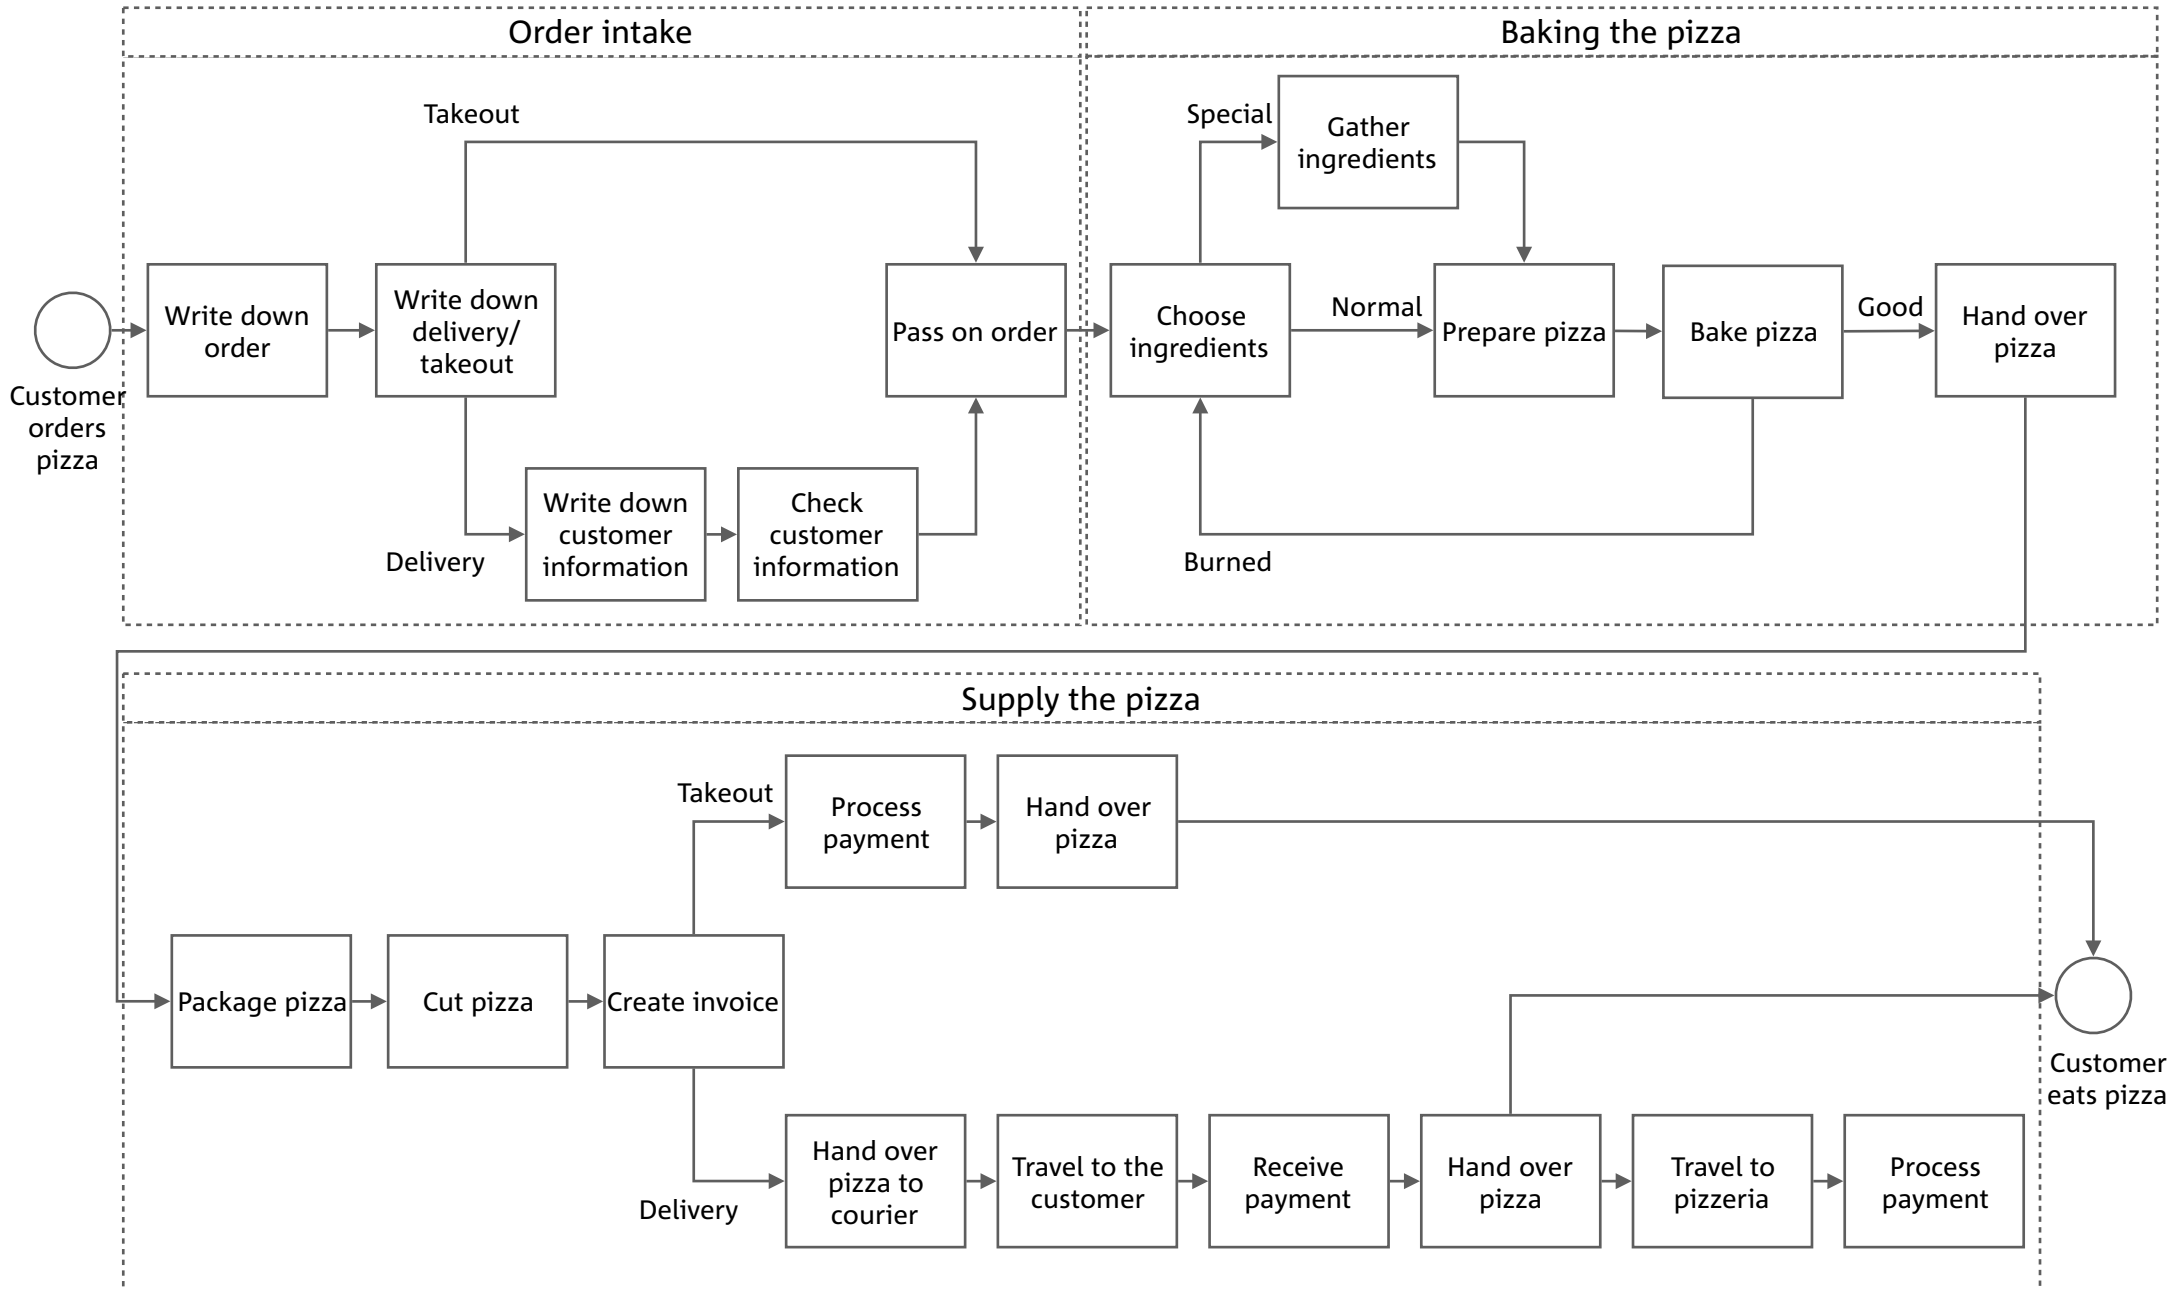 Order intake
Baking the pizza
Takeout
Special
Gather
ingredients
Customer
orders
pizza
Write down
order
Write down
delivery/
takeout
Pass on order
Choose
ingredients
Normal
Prepare pizza
Bake pizza
Good
Hand over
pizza
Delivery
Write down
customer
information
Check
customer
information
Burned
Supply the pizza
Takeout
Process
payment
Hand over
pizza
Package pizza
Cut pizza
Create invoice
Customer
eats pizza
Delivery
Hand over
pizza to
courier
Travel to the
customer
Receive
payment
Hand over
pizza
Travel to
pizzeria
Process
payment